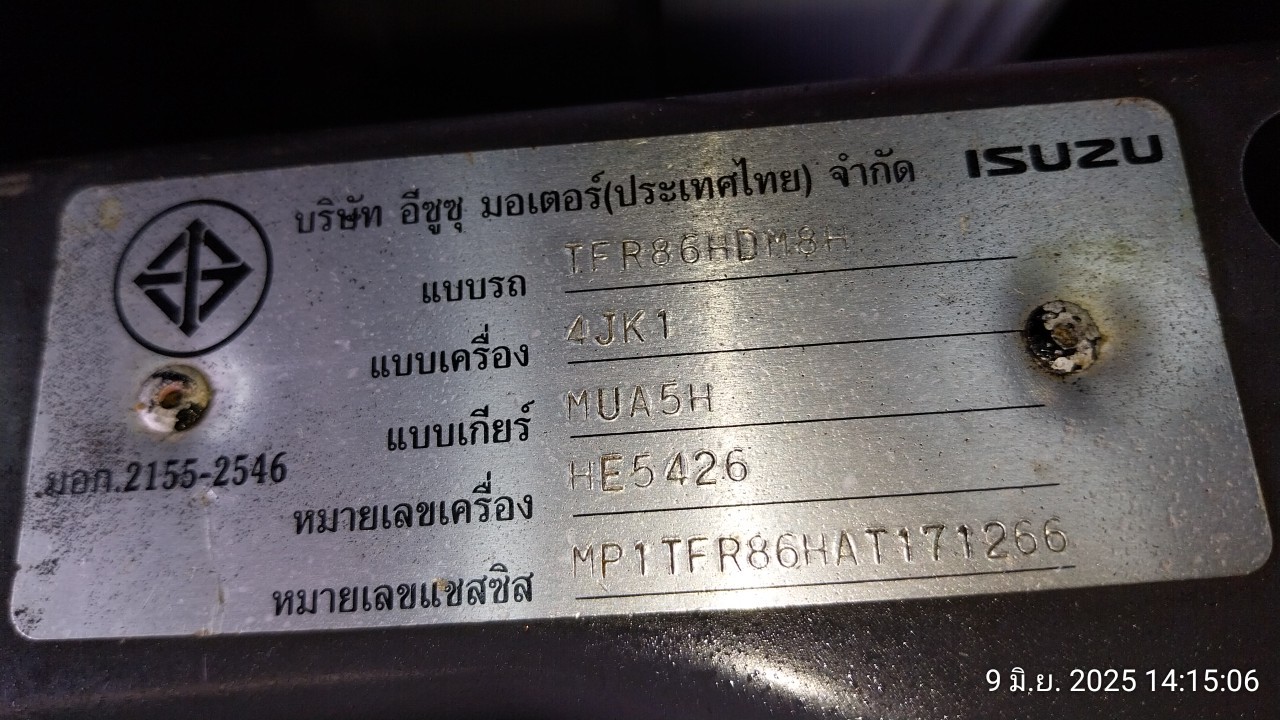 บริษัท อีซูซุ มอเตอร์(ประเทศไทย) จำกัด ISUZU
แบบรถ TFR86HDM8H
แบบเครื่อง 4JK1
แบบเกียร์ MUA5H
มอก.2155-2546
หมายเลขเครื่อง HE5426
หมายเลขแชสซิส MP1TFR86HAT171266
9 มิ.ย. 2025 14:15:06